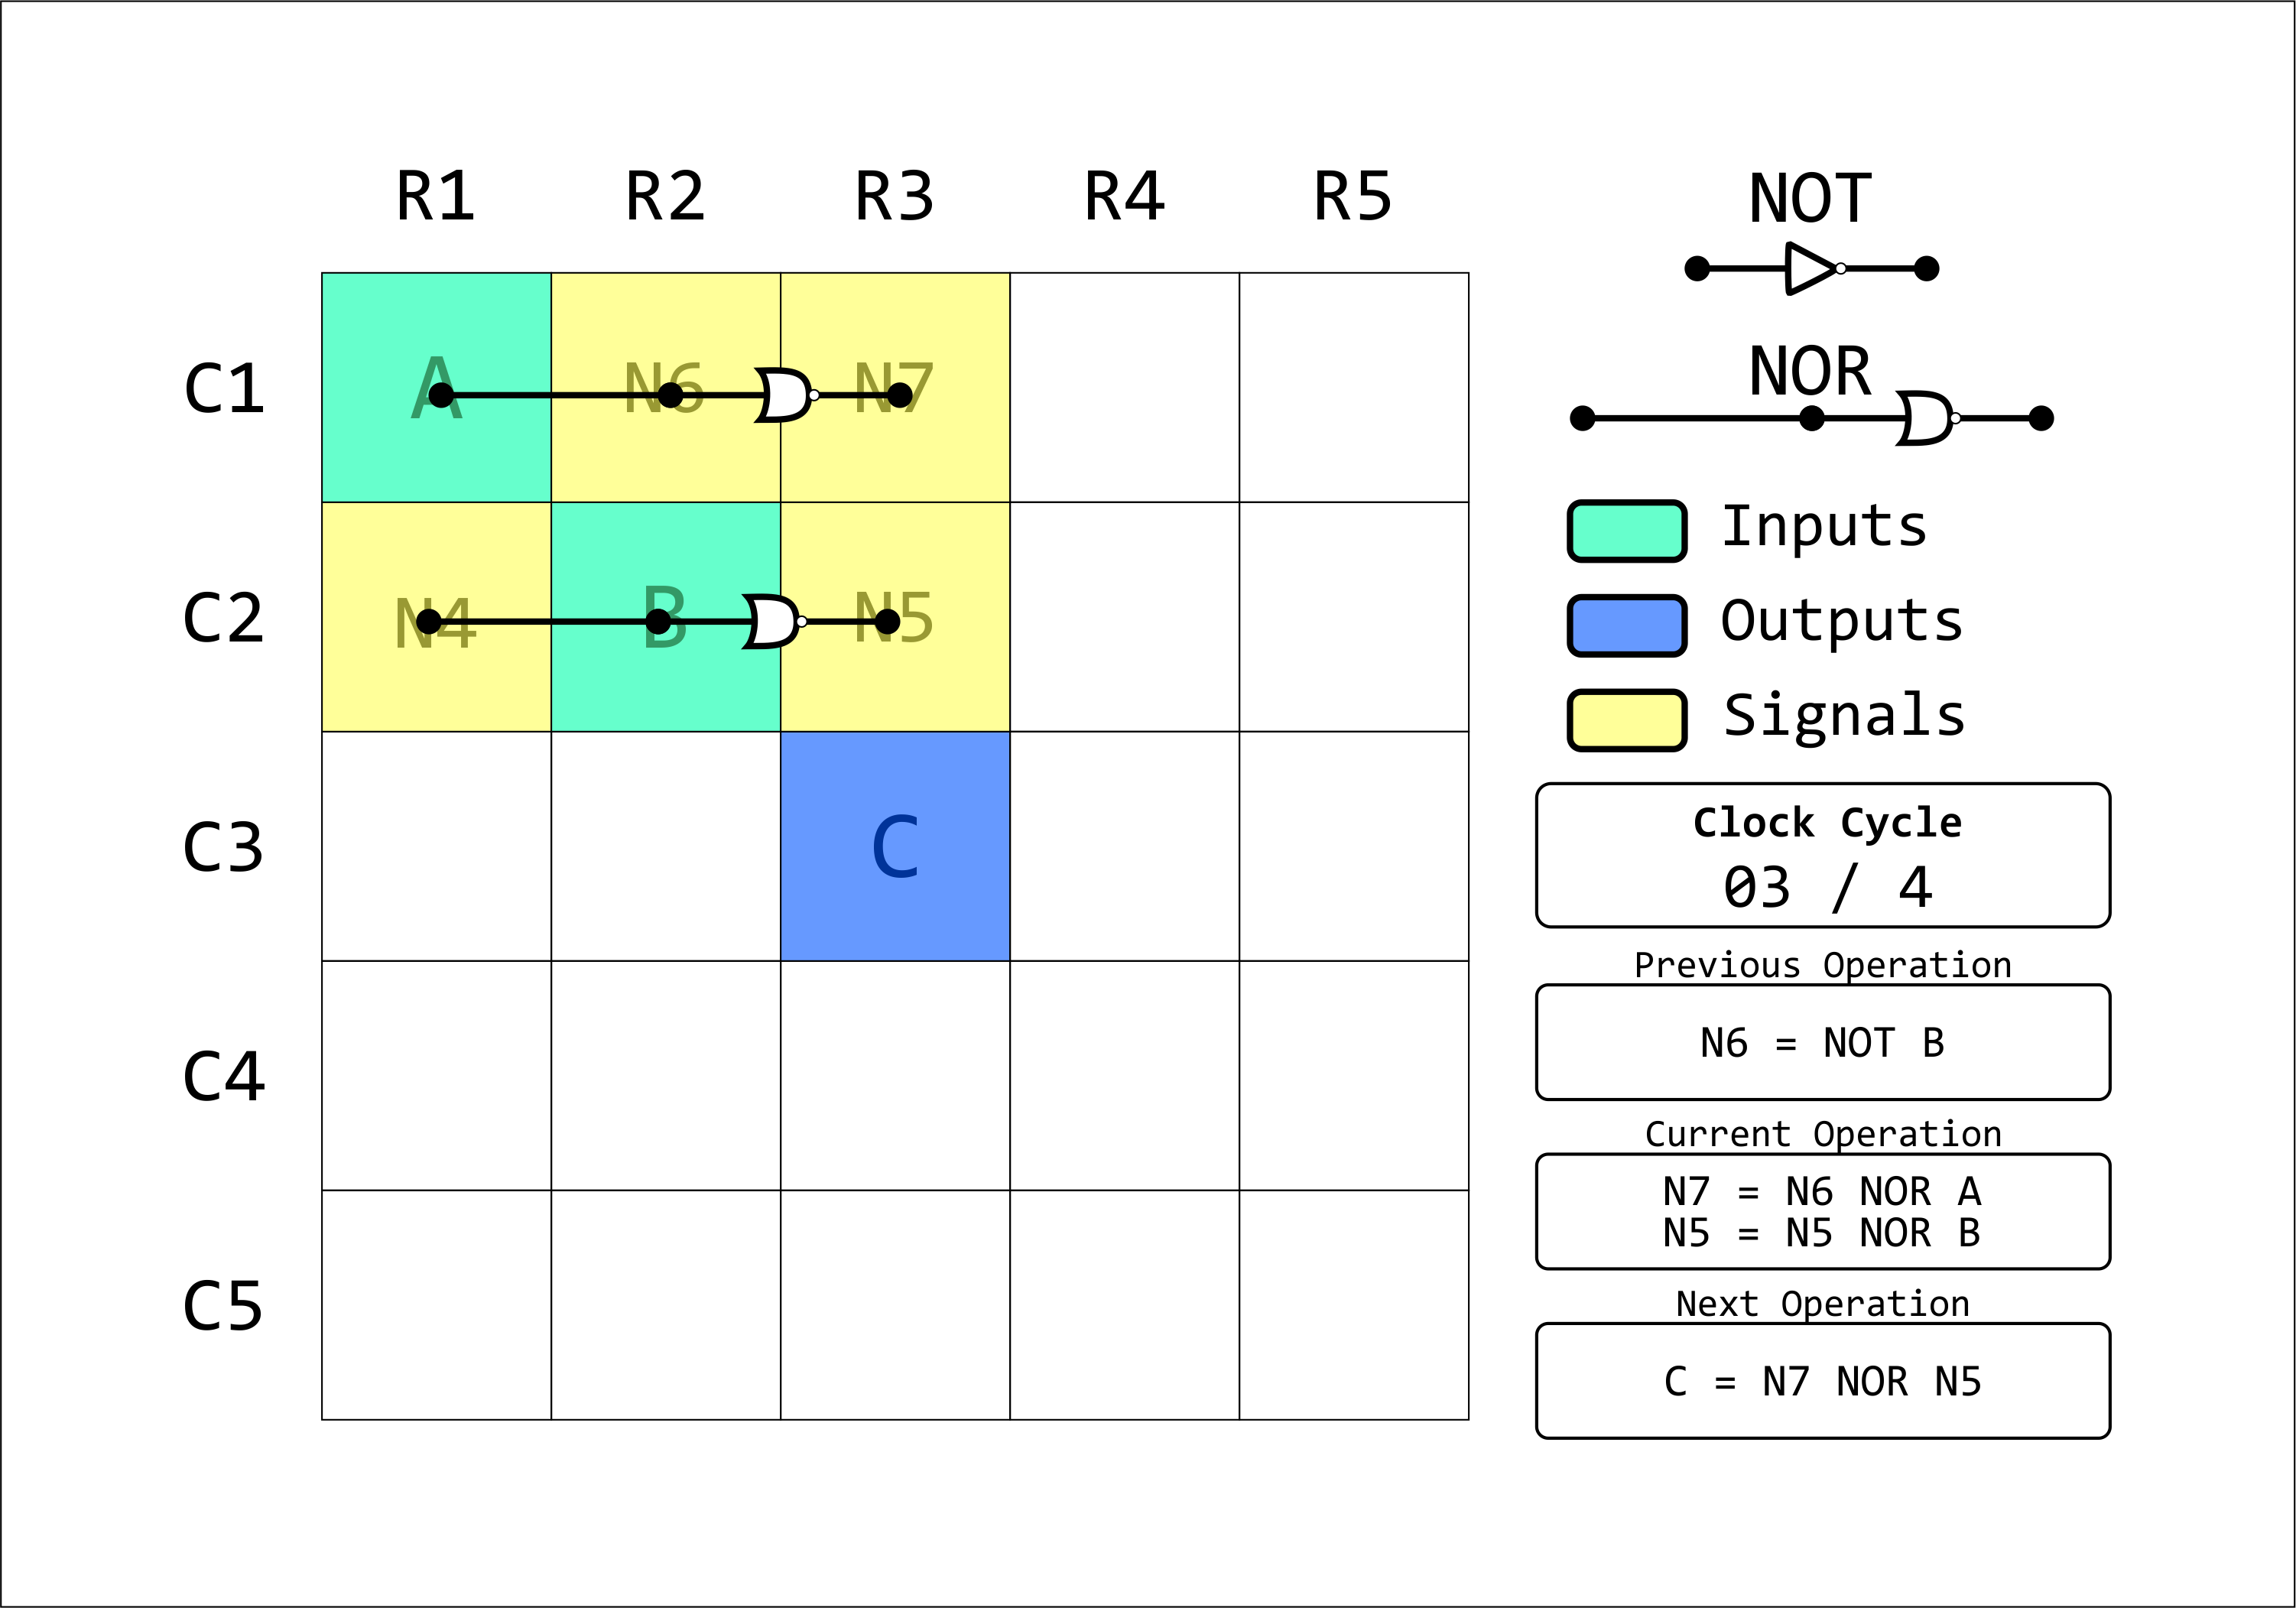 R1 R2 R3 R4 R5
NOT
C1 A N6 N7
NOR
C2 N4 B N5
Inputs
Outputs
Signals
C3 C
Clock Cycle
03 / 4
Previous Operation
N6 = NOT B
C4
Current Operation
N7 = N6 NOR A
N5 = N5 NOR B
C5
Next Operation
C = N7 NOR N5